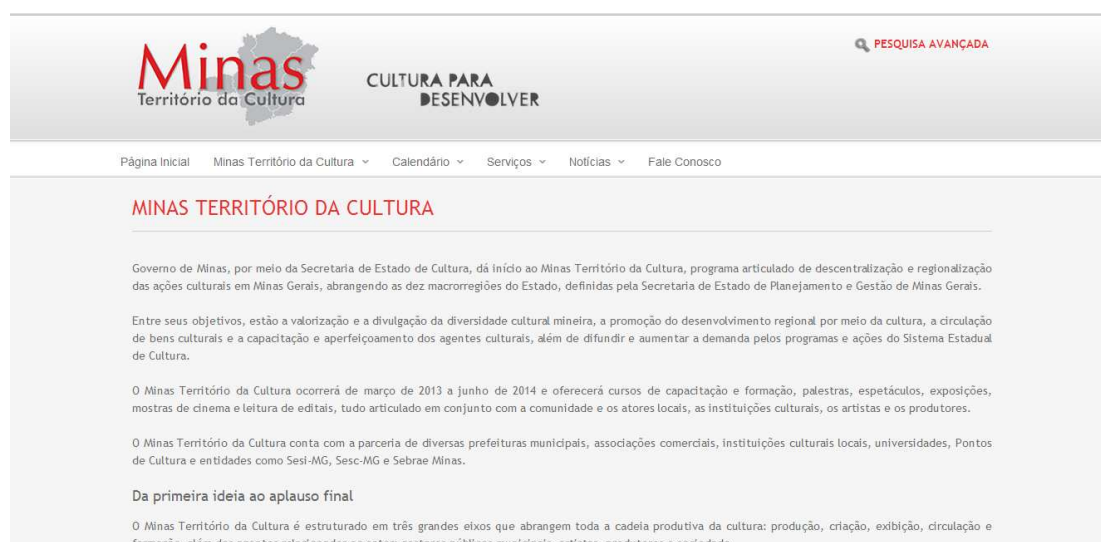 Minas
Território da Cultura
CULTURA PARA
DESENVOLVER
PESQUISA AVANÇADA
Página Inicial Minas Território da Cultura Calendário Serviços Notícias Fale Conosco
MINAS TERRITÓRIO DA CULTURA
Governo de Minas, por meio da Secretaria de Estado de Cultura, dá início ao Minas Território da Cultura, programa articulado de descentralização e regionalização
das ações culturais em Minas Gerais, abrangendo as dez macrorregiões do Estado, definidas pela Secretaria de Estado de Planejamento e Gestão de Minas Gerais.
Entre seus objetivos, estão a valorização e a divulgação da diversidade cultural mineira, a promoção do desenvolvimento regional por meio da cultura, a circulação
de bens culturais e a capacitação e aperfeiçoamento dos agentes culturais, além de difundir e aumentar a demanda pelos programas e ações do Sistema Estadual
de Cultura.
O Minas Território da Cultura ocorrerá de março de 2013 a junho de 2014 e oferecerá cursos de capacitação e formação, palestras, espetáculos, exposições,
mostras de cinema e leitura de editais, tudo articulado em conjunto com a comunidade e os atores locais, as instituições culturais, os artistas e os produtores.
O Minas Território da Cultura conta com a parceria de diversas prefeituras municipais, associações comerciais, instituições culturais locais, universidades, Pontos
de Cultura e entidades como Sesi-MG, Sesc-MG e Sebrae Minas.
Da primeira ideia ao aplauso final
O Minas Território da Cultura é estruturado em três grandes eixos que abrangem toda a cadeia produtiva da cultura: produção, criação, exibição, circulação e